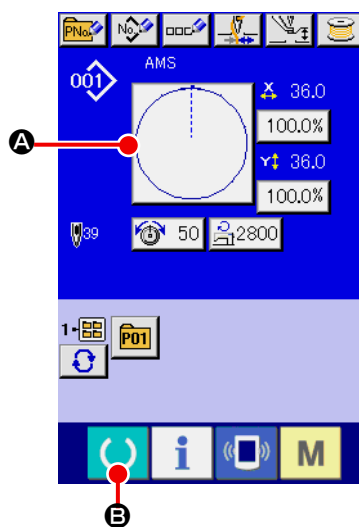 PNo. No.
001 AMS
X 36.0
100.0%
A
Y 36.0
100.0%
39 50 2800
1- P01
i M
B